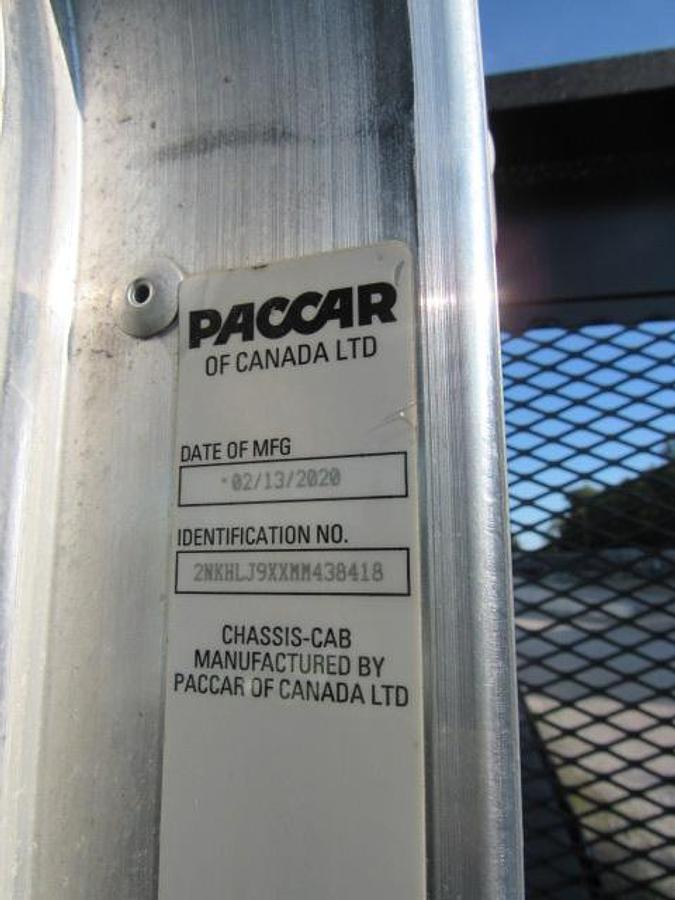 PACCAR
OF CANADA LTD
DATE OF MFG
02/13/2020
IDENTIFICATION NO.
2NKHLJ9XXMM438418
CHASSIS-CAB
MANUFACTURED BY
PACCAR OF CANADA LTD